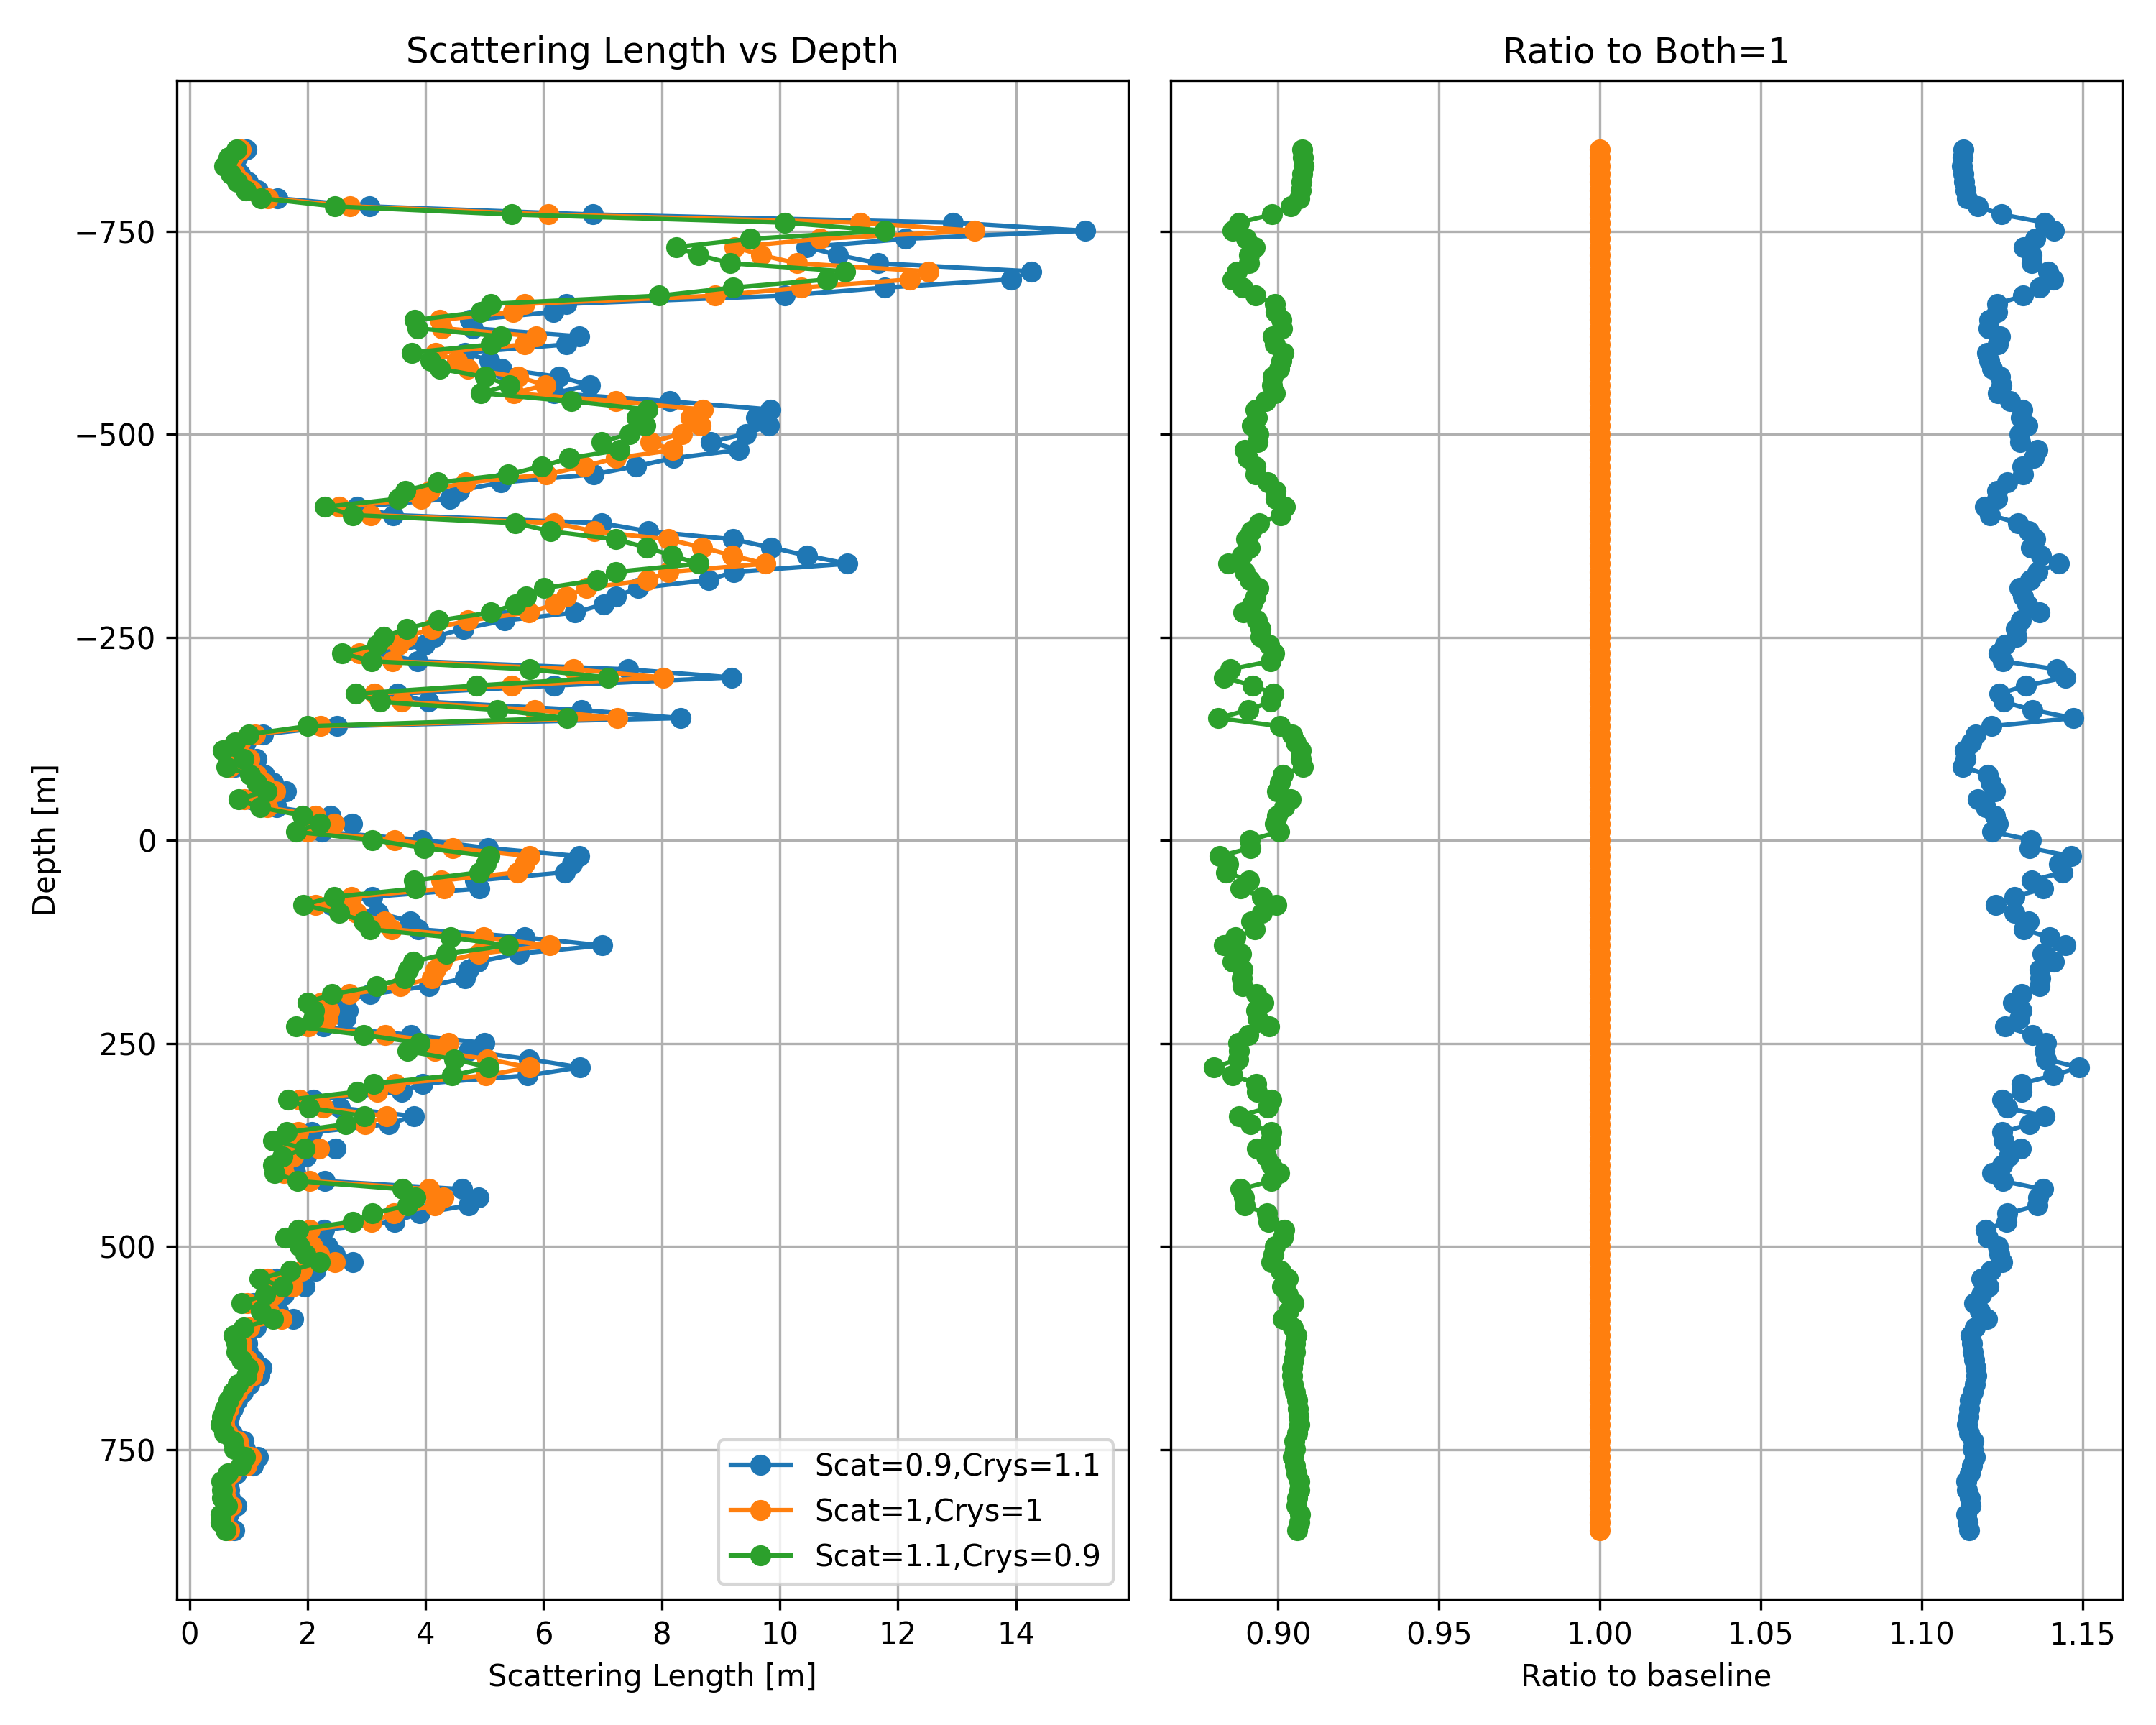 Scattering Length vs Depth
Ratio to Both=1
−750
−500
−250
0
250
500
750
Depth [m]
Scat=0.9,Crys=1.1
Scat=1,Crys=1
Scat=1.1,Crys=0.9
0 2 4 6 8 10 12 14
0.90 0.95 1.00 1.05 1.10 1.15
Scattering Length [m]
Ratio to baseline